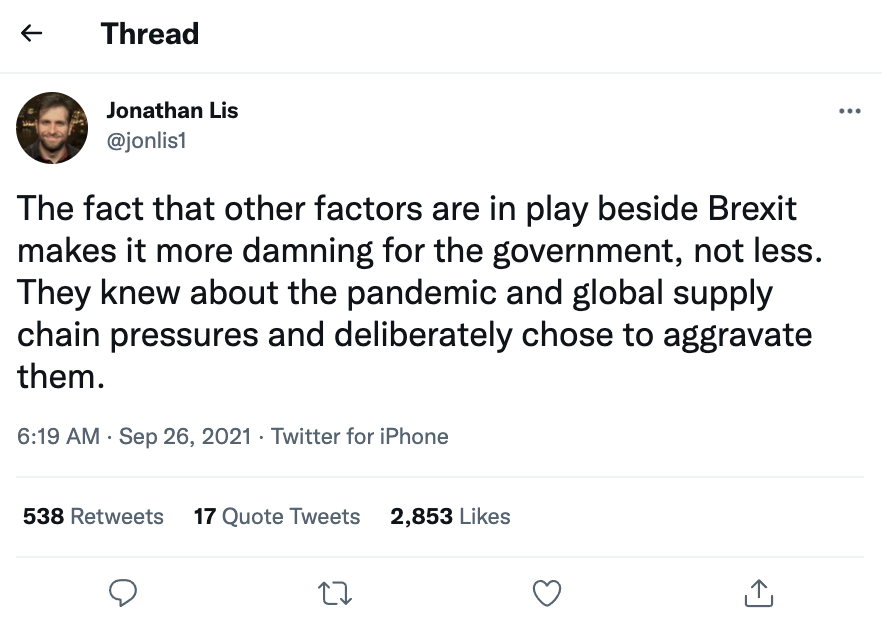 Thread
Jonathan Lis
@jonlis1
The fact that other factors are in play beside Brexit
makes it more damning for the government, not less.
They knew about the pandemic and global supply
chain pressures and deliberately chose to aggravate
them.
6:19 AM · Sep 26, 2021 · Twitter for iPhone
538 Retweets 17 Quote Tweets 2,853 Likes